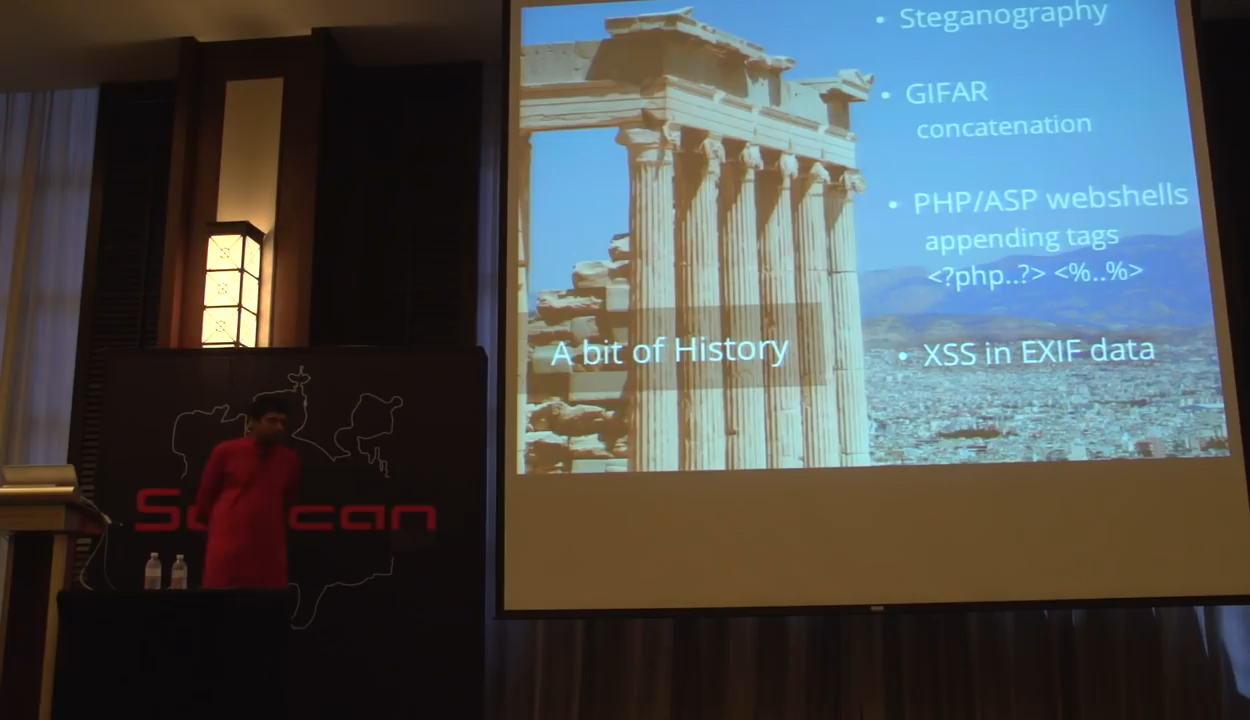 • Steganography
• GIFAR
concatenation
• PHP/ASP webshells
appending tags
<?php..?> <%..%>
A bit of History
• XSS in EXIF data